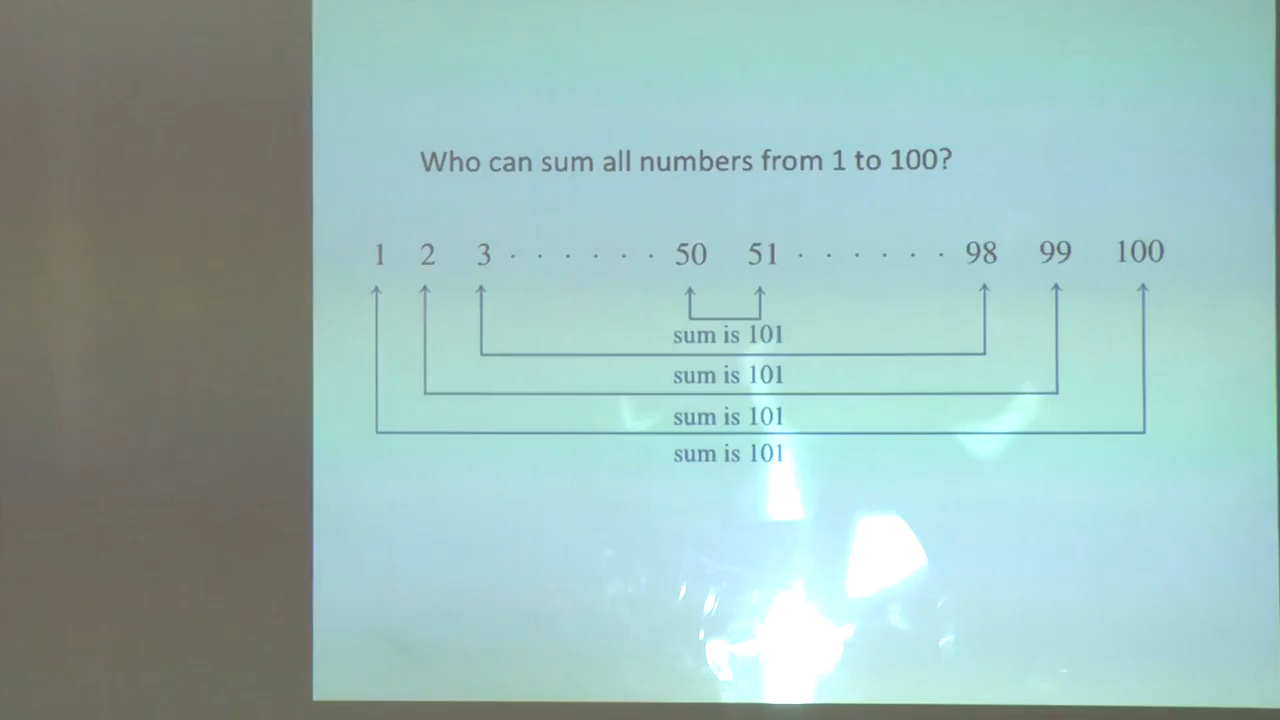 Who can sum all numbers from 1 to 100?
1 2 3 · · · · · · 50 51 · · · · · · 98 99 100
sum is 101
sum is 101
sum is 101
sum is 101